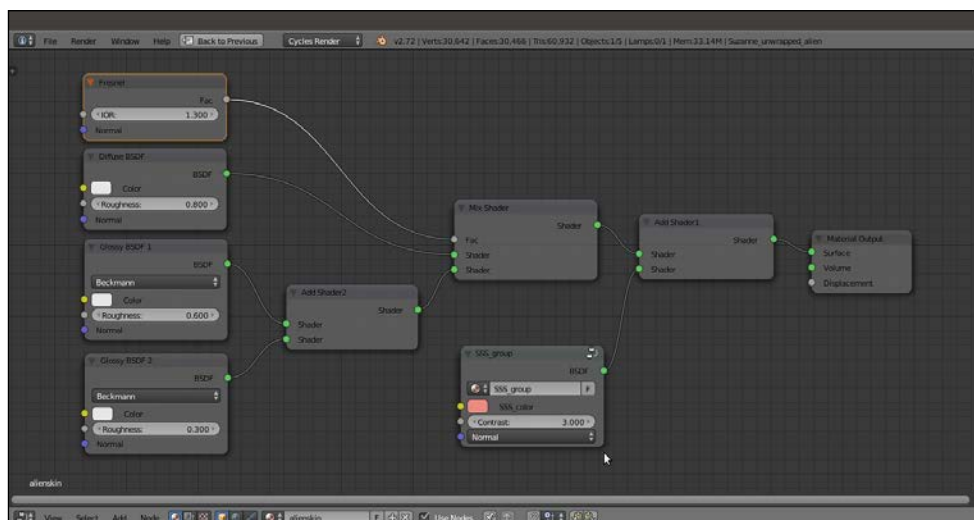 File Render Window Help Back to Previous Cycles Render v2.72 | Verts:30,642 | Faces:30,466 | Tris:60,932 | Objects:1/5 | Lamps:0/1 | Mem:33.14M | Suzanne_unwrapped_alien
Fresnel
Fac
IOR: 1.300
Normal
Diffuse BSDF
BSDF
Color
Roughness: 0.800
Normal
Glossy BSDF 1
BSDF
Beckmann
Color
Roughness: 0.600
Normal
Glossy BSDF 2
BSDF
Beckmann
Color
Roughness: 0.300
Normal
Add Shader2
Shader
Shader
Shader
Mix Shader
Shader
Fac
Shader
Shader
SSS_group
BSDF
SSS_group F
SSS_color
Contrast: 3.000
Normal
Add Shader1
Shader
Shader
Shader
Material Output
Surface
Volume
Displacement
alienskin
View Select Add Node alienskin F Use Nodes